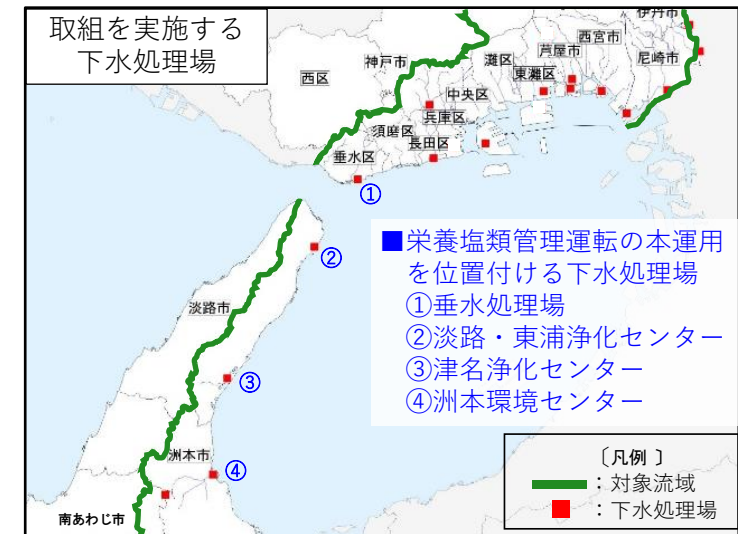 取組を実施する
下水処理場
伊丹市
西宮市
芦屋市
尼崎市
灘区
神戸市
東灘区
西区
中央区
兵庫区
須磨区
長田区
垂水区
①
②
■栄養塩類管理運転の本運用
を位置付ける下水処理場
①垂水処理場
②淡路・東浦浄化センター
③津名浄化センター
④洲本環境センター
淡路市
③
洲本市
④
南あわじ市
〔凡例〕
：対象流域
：下水処理場